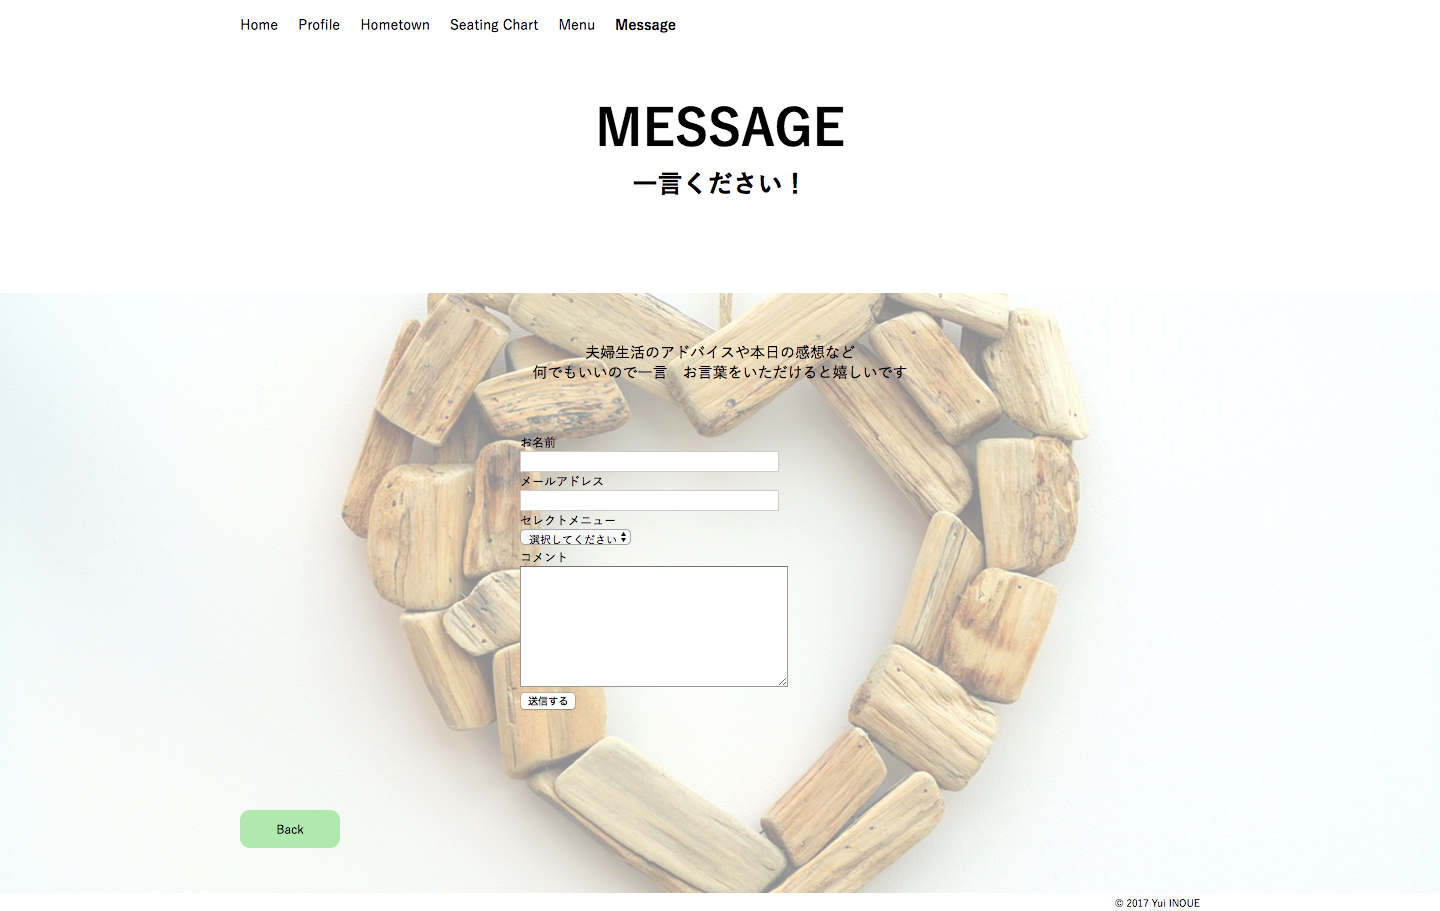 Home Profile Hometown Seating Chart Menu Message
MESSAGE
一言ください！
夫婦生活のアドバイスや本日の感想など
何でもいいので一言　お言葉をいただけると嬉しいです
お名前
メールアドレス
セレクトメニュー
選択してください
コメント
送信する
Back
© 2017 Yui INOUE